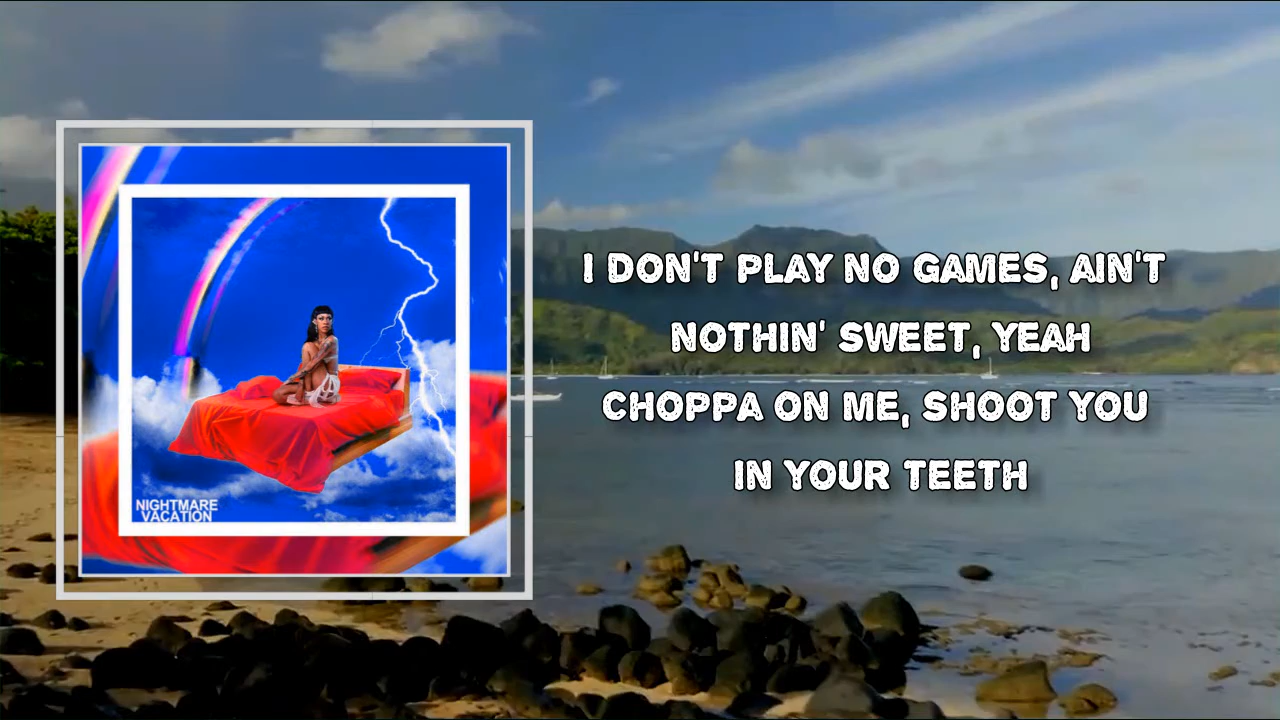 NIGHTMARE
VACATION
I DON'T PLAY NO GAMES, AIN'T
NOTHIN' SWEET, YEAH
CHOPPA ON ME, SHOOT YOU
IN YOUR TEETH